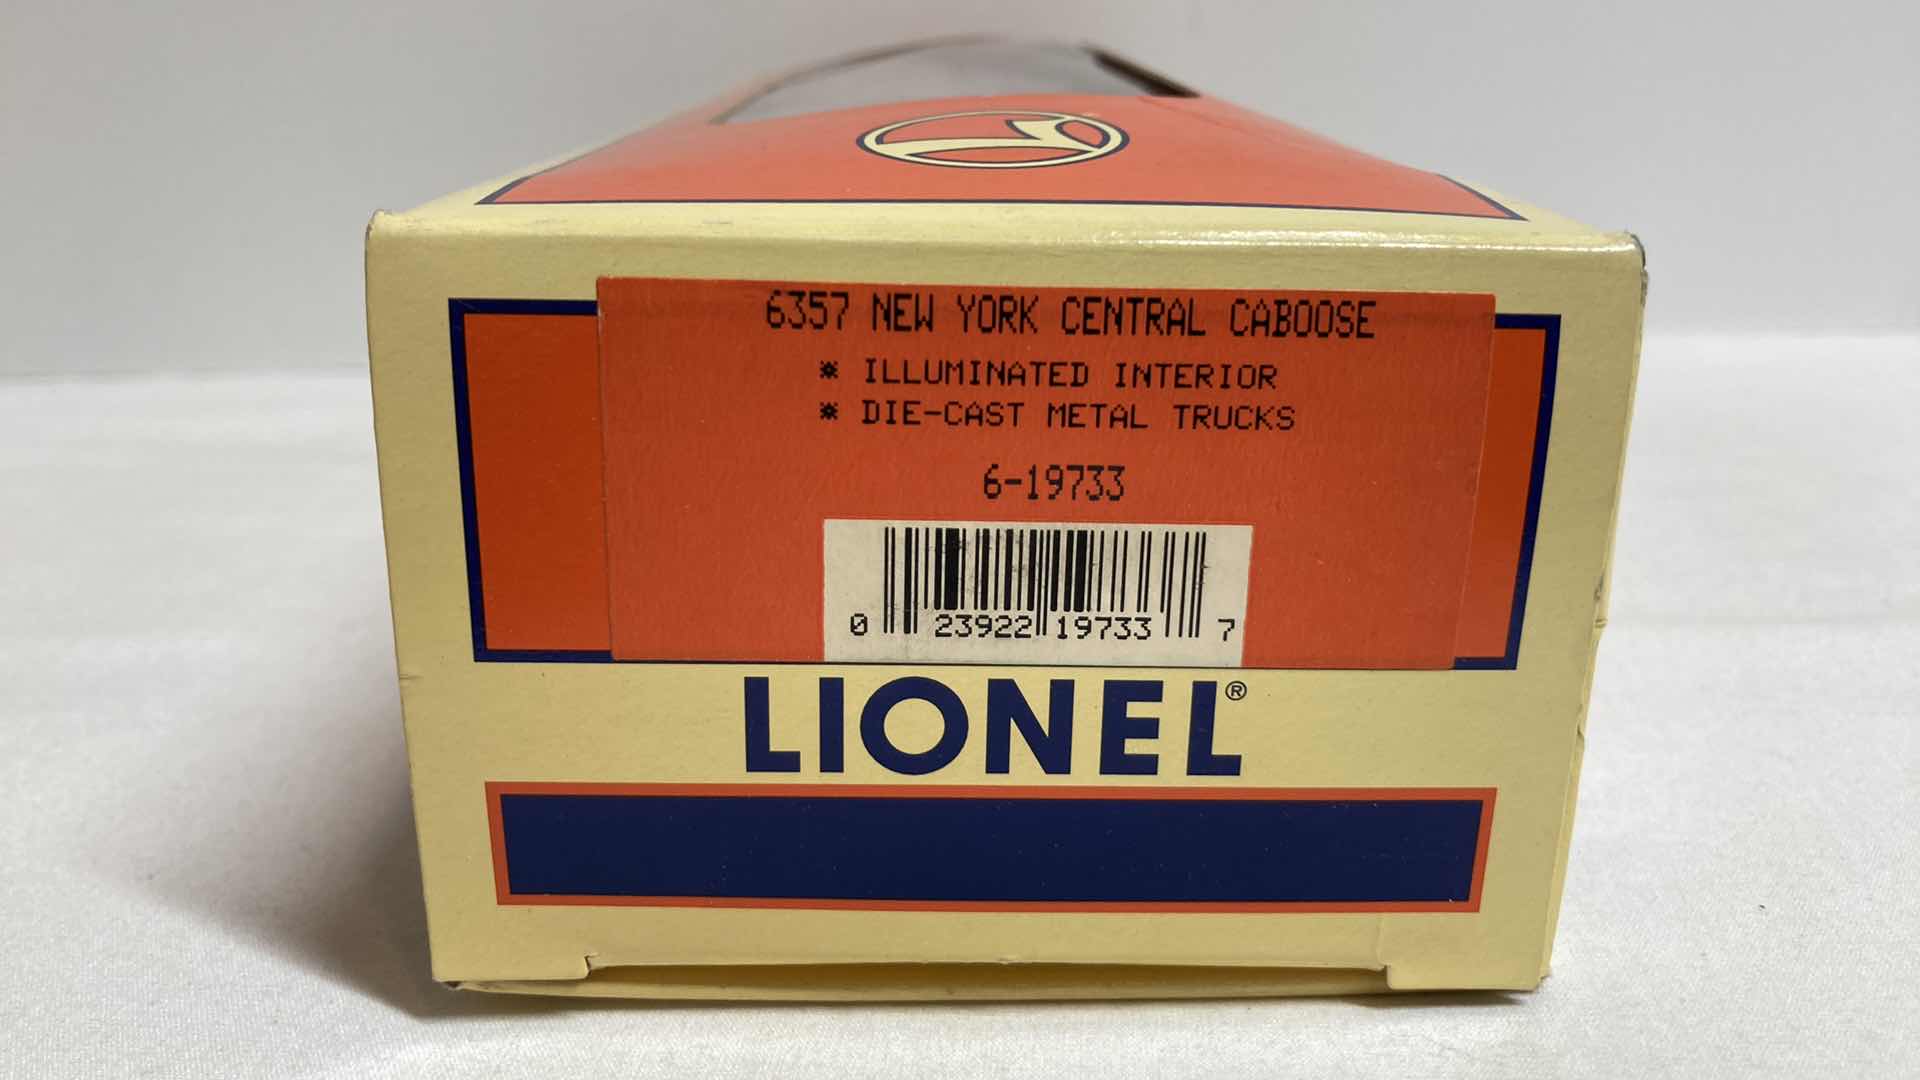 6357 NEW YORK CENTRAL CABOOSE
* ILLUMINATED INTERIOR
* DIE-CAST METAL TRUCKS
6-19733
0 23922 19733 7
LIONEL®